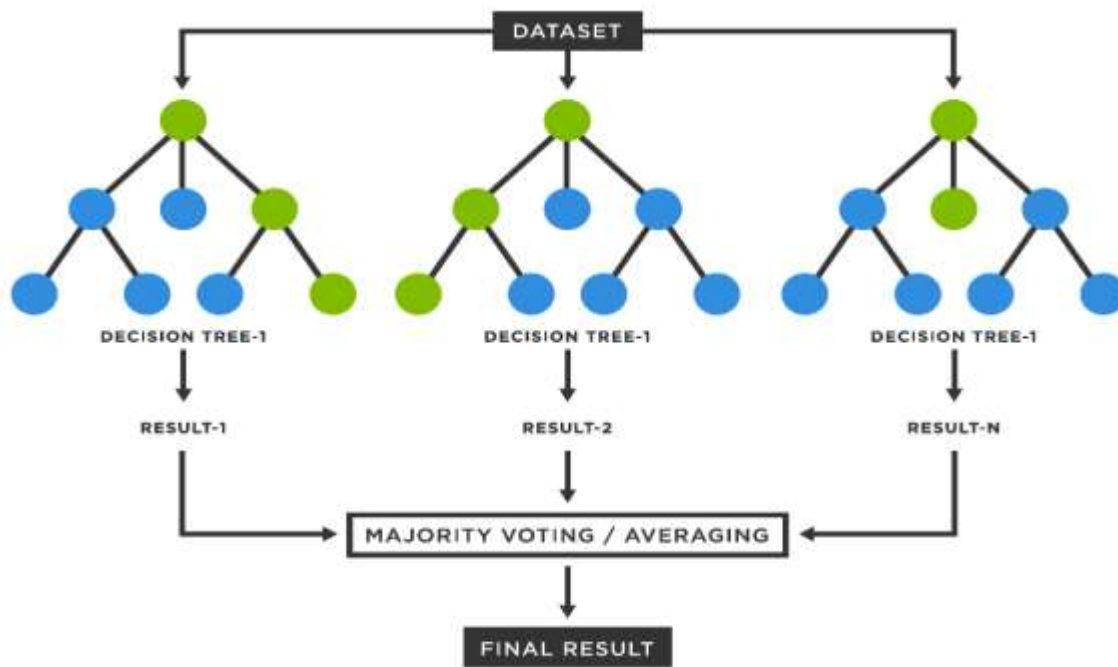 DATASET
DECISION TREE-1
DECISION TREE-1
DECISION TREE-1
RESULT-1
RESULT-2
RESULT-N
MAJORITY VOTING / AVERAGING
FINAL RESULT